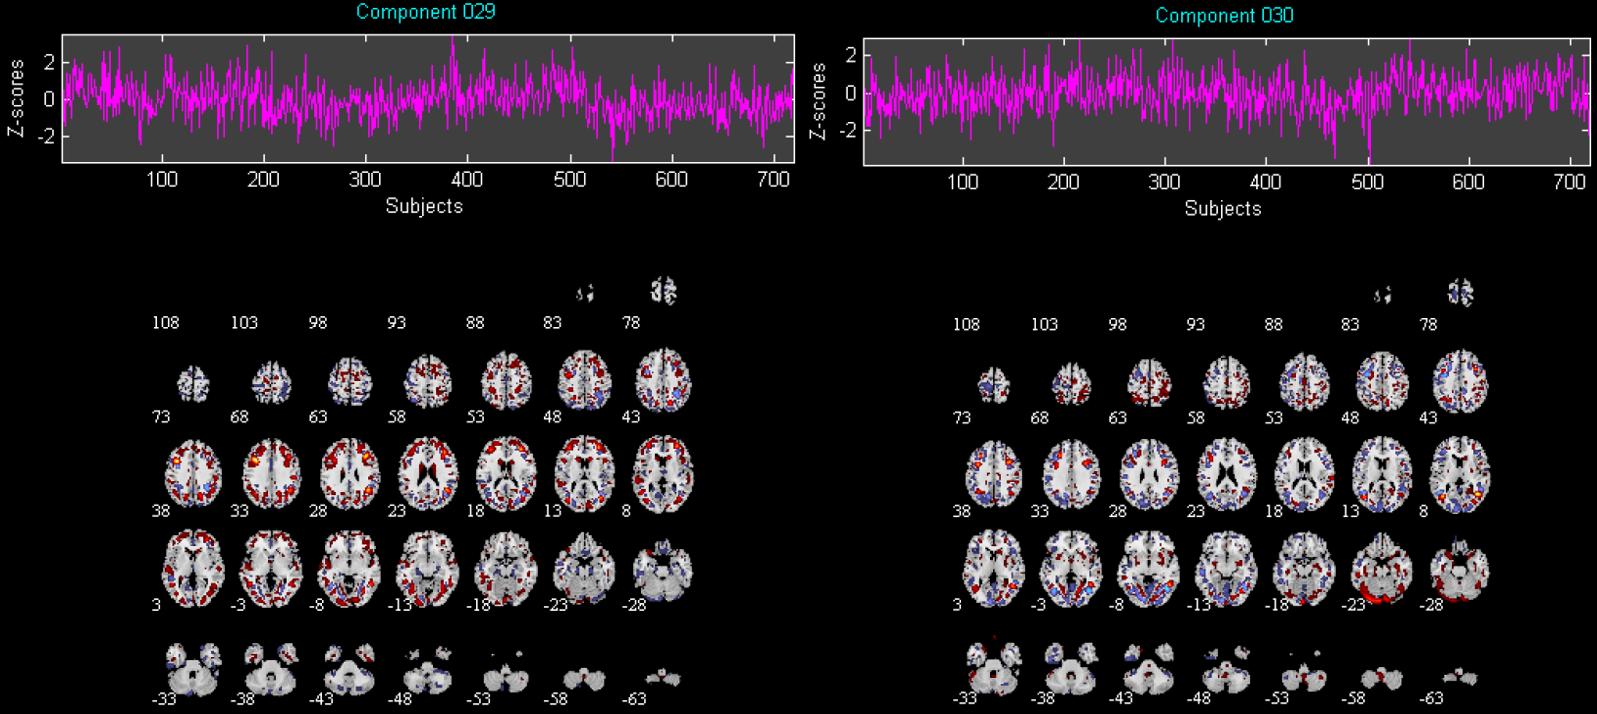 Component 029
Z-scores
2
0
-2
100 200 300 400 500 600 700
Subjects
108 103 98 93 88 83 78
73 68 63 58 53 48 43
38 33 28 23 18 13 8
3 -3 -8 -13 -18 -23 -28
-33 -38 -43 -48 -53 -58 -63
Component 030
Z-scores
2
0
-2
100 200 300 400 500 600 700
Subjects
108 103 98 93 88 83 78
73 68 63 58 53 48 43
38 33 28 23 18 13 8
3 -3 -8 -13 -18 -23 -28
-33 -38 -43 -48 -53 -58 -63